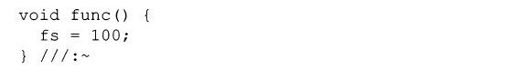 void func() {
  fs = 100;
} ///:~